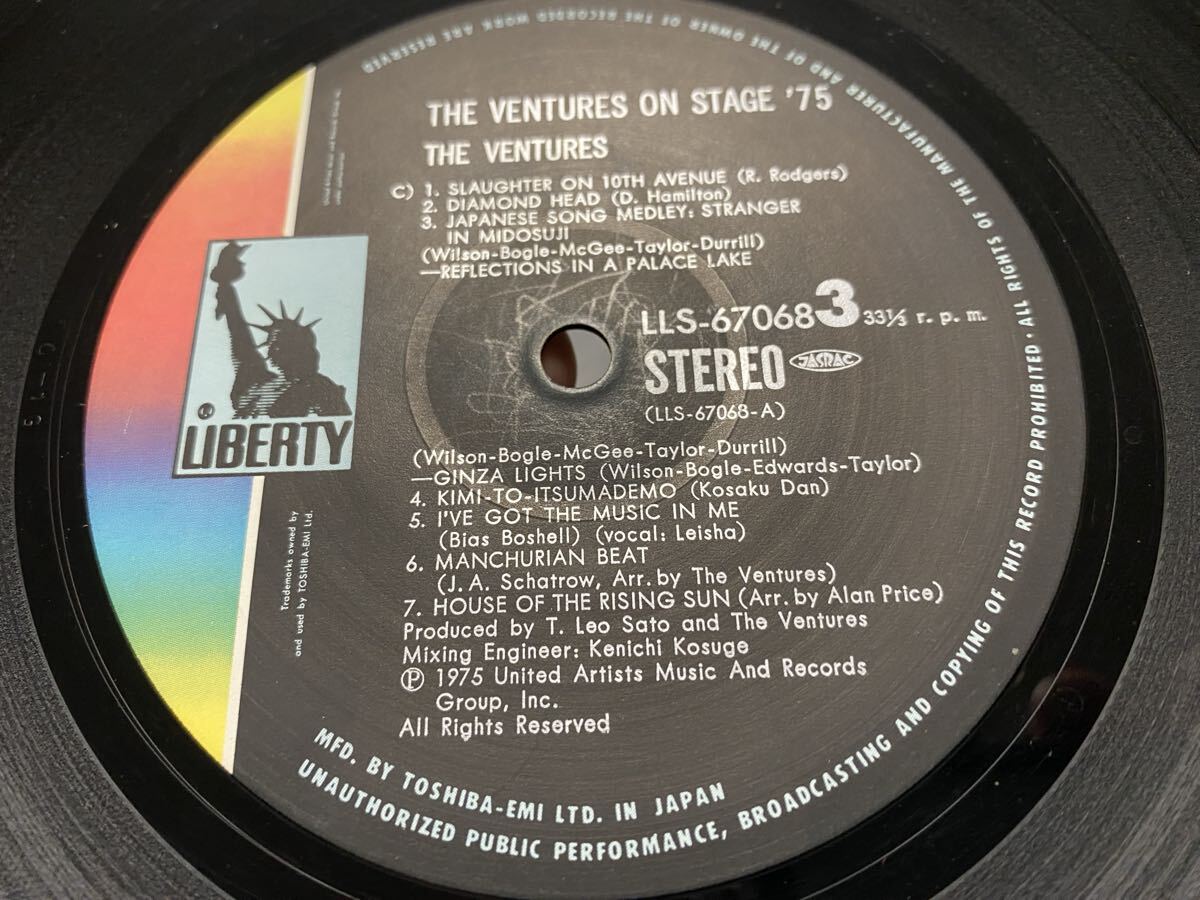 THE VENTURES ON STAGE '75
THE VENTURES
C) 1. SLAUGHTER ON 10TH AVENUE (R. Rodgers)
2. DIAMOND HEAD (D. Hamilton)
3. JAPANESE SONG MEDLEY: STRANGER
IN MIDOSUJI
(Wilson-Bogle-McGee-Taylor-Durrill)
—REFLECTIONS IN A PALACE LAKE
LLS-67068 3 33⅓ r. p. m.
STEREO JASRAC
(LLS-67068-A)
LIBERTY
(Wilson-Bogle-McGee-Taylor-Durrill)
—GINZA LIGHTS (Wilson-Bogle-Edwards-Taylor)
4. KIMI-TO-ITSUMADEMO (Kosaku Dan)
5. I'VE GOT THE MUSIC IN ME
(Bias Boshell) (vocal: Leisha)
6. MANCHURIAN BEAT
(J. A. Schatrow, Arr. by The Ventures)
7. HOUSE OF THE RISING SUN (Arr. by Alan Price)
Produced by T. Leo Sato and The Ventures
Mixing Engineer: Kenichi Kosuge
Ⓟ 1975 United Artists Music And Records
Group, Inc.
All Rights Reserved
Trademarks owned by
and used by TOSHIBA-EMI Ltd.
MFD. BY TOSHIBA-EMI LTD. IN JAPAN
UNAUTHORIZED PUBLIC PERFORMANCE, BROADCASTING AND COPYING OF THIS RECORD PROHIBITED · ALL RIGHTS OF THE MANUFACTURER AND OF THE OWNER OF THE RECORDED WORK ARE RESERVED